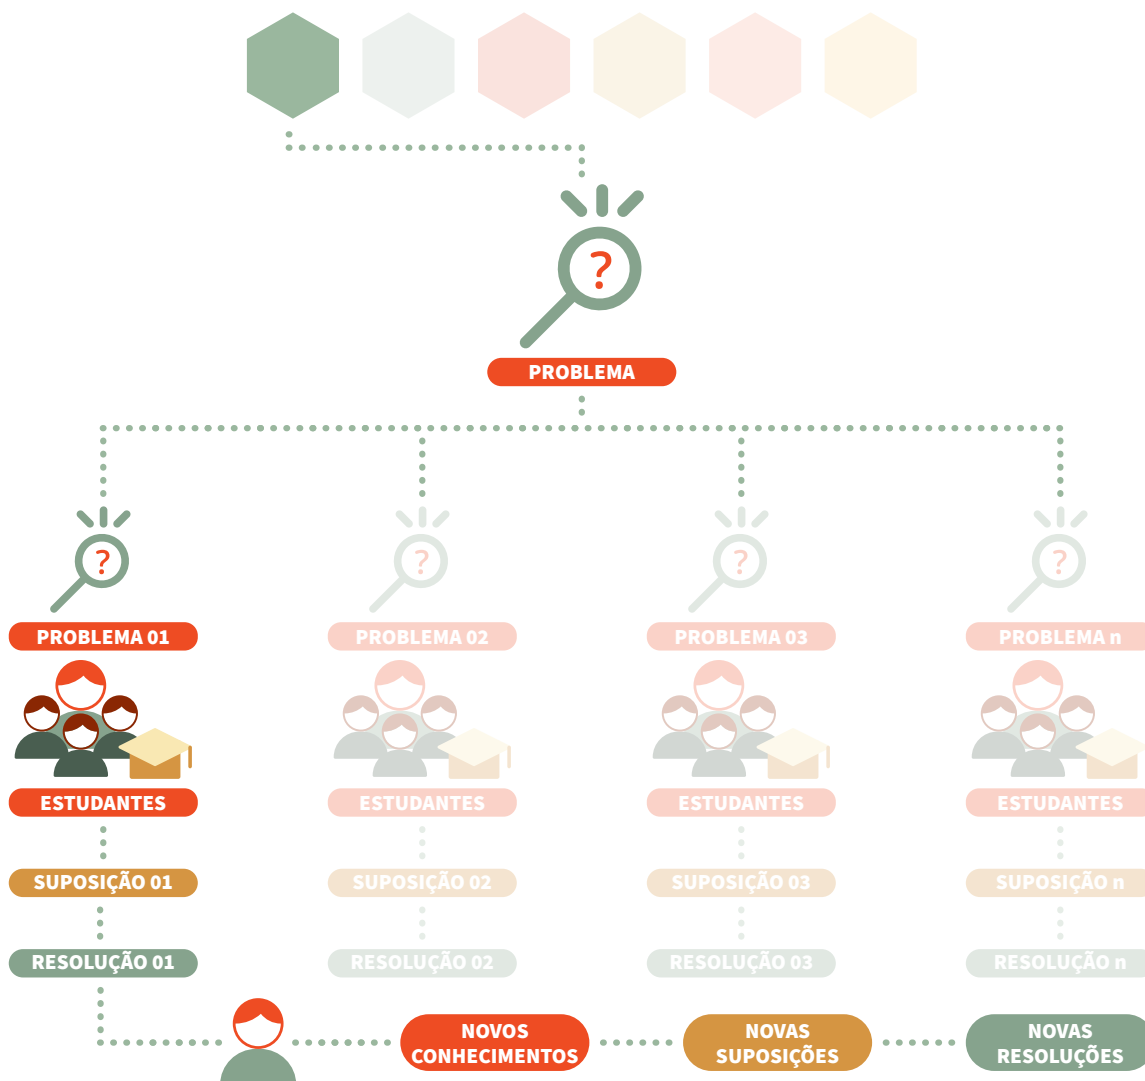 ?
PROBLEMA
? ? ? ?
PROBLEMA 01 PROBLEMA 02 PROBLEMA 03 PROBLEMA n
ESTUDANTES ESTUDANTES ESTUDANTES ESTUDANTES
SUPOSIÇÃO 01 SUPOSIÇÃO 02 SUPOSIÇÃO 03 SUPOSIÇÃO n
RESOLUÇÃO 01 RESOLUÇÃO 02 RESOLUÇÃO 03 RESOLUÇÃO n
NOVOS
CONHECIMENTOS
NOVAS
SUPOSIÇÕES
NOVAS
RESOLUÇÕES